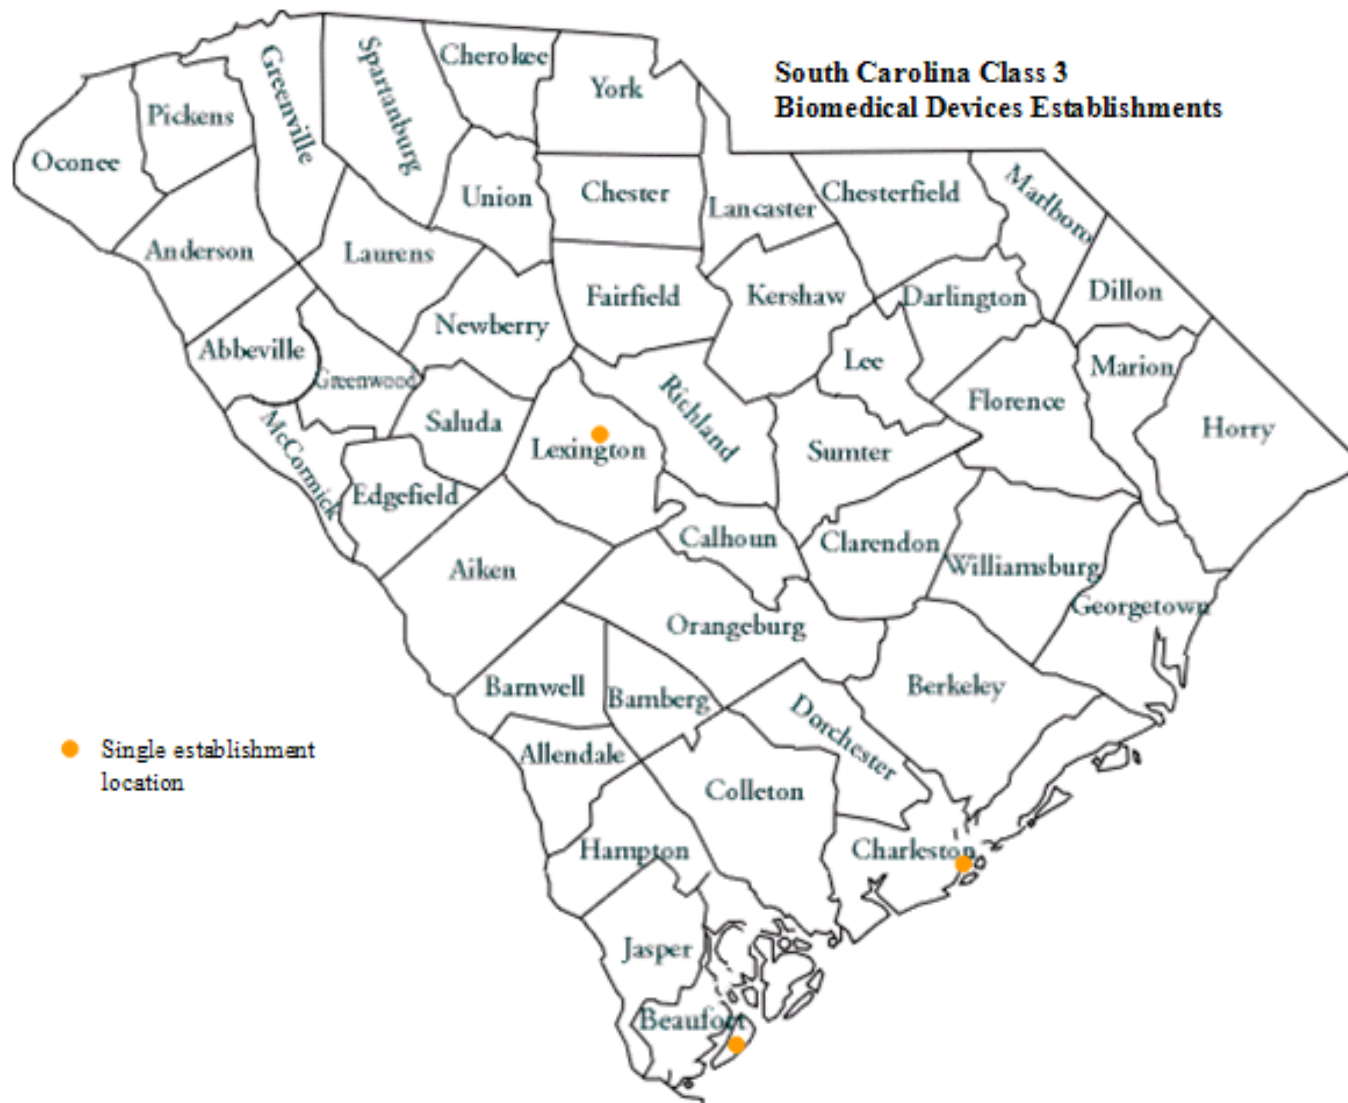 South Carolina Class 3
Biomedical Devices Establishments
Cherokee
Spartanburg
Greenville
York
Pickens
Oconee
Union
Chester
Lancaster
Chesterfield
Marlboro
Anderson
Laurens
Fairfield
Kershaw
Darlington
Dillon
Newberry
Abbeville
Greenwood
Lee
Marion
Richland
Florence
Saluda
Horry
McCormick
Lexington
Sumter
Edgefield
Calhoun
Clarendon
Aiken
Williamsburg
Georgetown
Orangeburg
Barnwell
Bamberg
Berkeley
Dorchester
Single establishment
location
Allendale
Colleton
Hampton
Charleston
Jasper
Beaufort